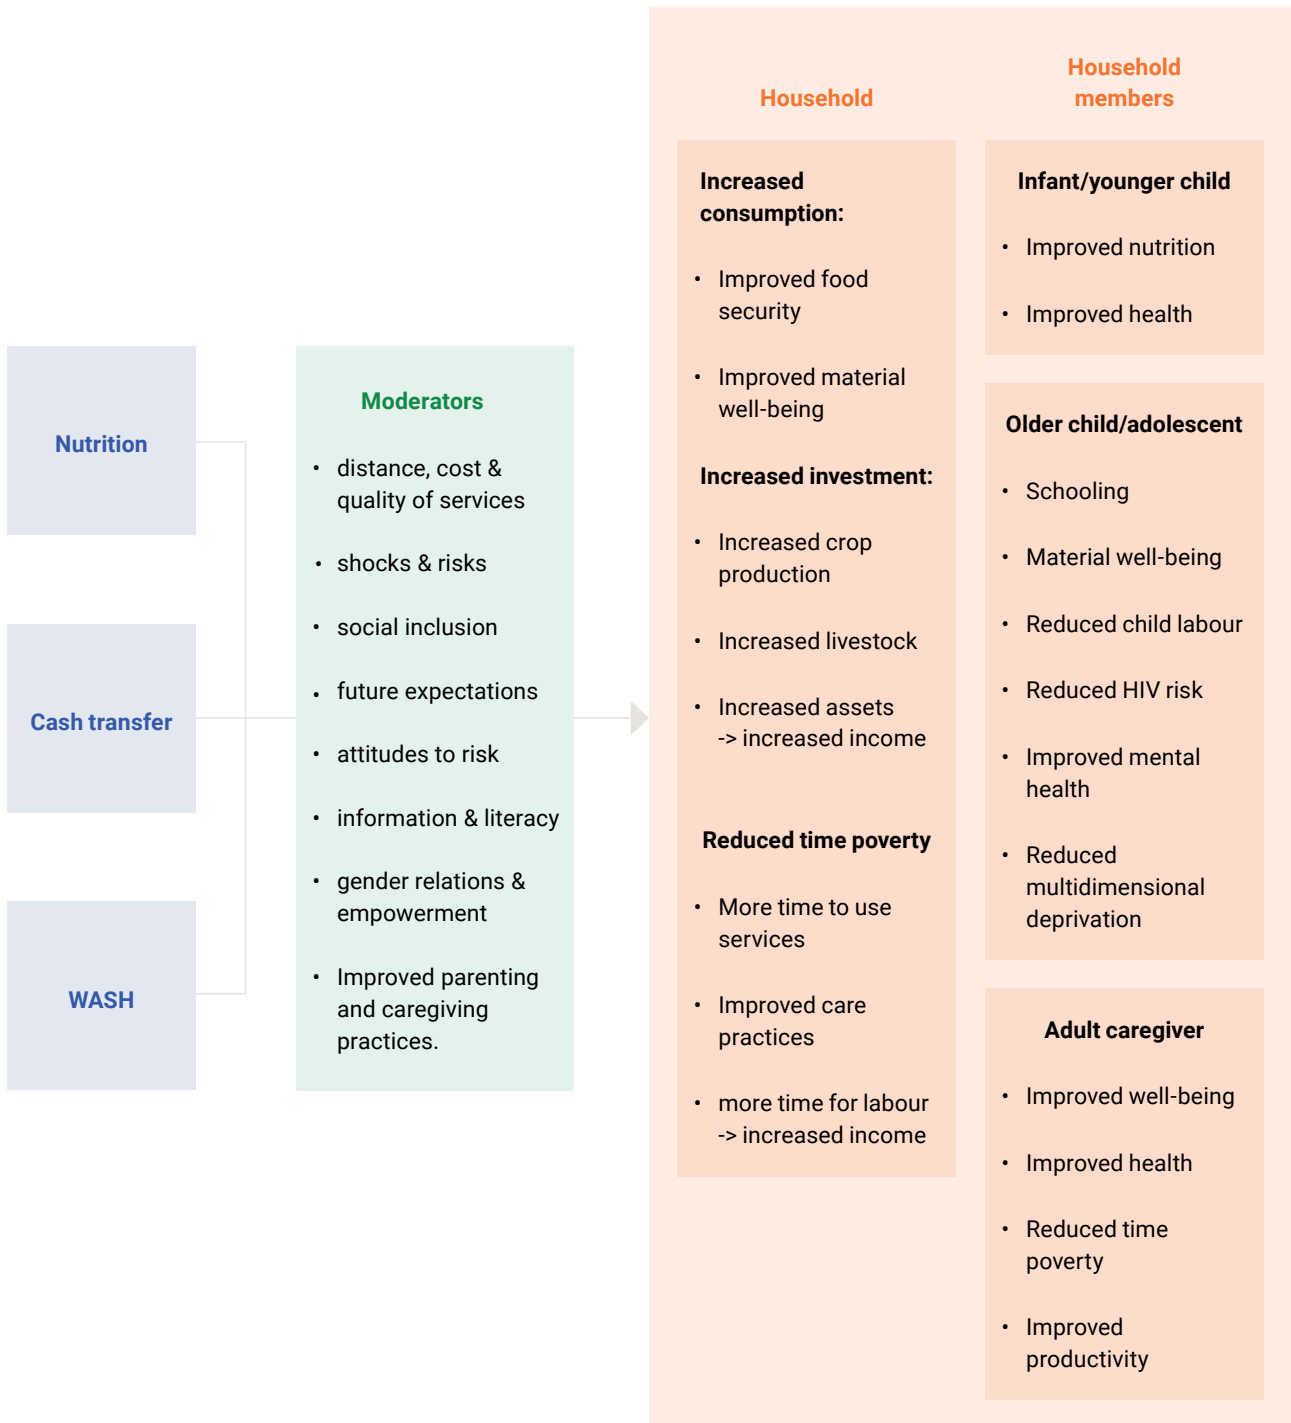 Nutrition
Cash transfer
WASH
Moderators
• distance, cost &
quality of services
• shocks & risks
• social inclusion
• future expectations
• attitudes to risk
• information & literacy
• gender relations &
empowerment
• Improved parenting
and caregiving
practices.
Household
Increased
consumption:
• Improved food
security
• Improved material
well-being
Increased investment:
• Increased crop
production
• Increased livestock
• Increased assets
-> increased income
Reduced time poverty
• More time to use
services
• Improved care
practices
• more time for labour
-> increased income
Household
members
Infant/younger child
• Improved nutrition
• Improved health
Older child/adolescent
• Schooling
• Material well-being
• Reduced child labour
• Reduced HIV risk
• Improved mental
health
• Reduced
multidimensional
deprivation
Adult caregiver
• Improved well-being
• Improved health
• Reduced time
poverty
• Improved
productivity